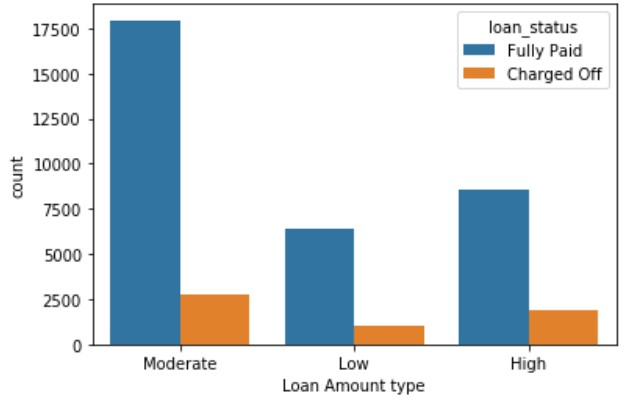 loan_status
Fully Paid
Charged Off
17500
15000
12500
10000
7500
5000
2500
0
count
Moderate Low High
Loan Amount type